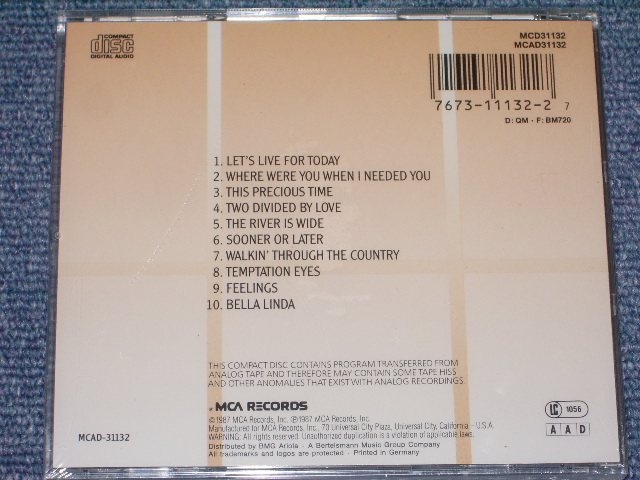 COMPACT
disc
DIGITAL AUDIO
MCD31132
MCAD31132
7673-11132-2 7
D: QM · F: BM720
1. LET'S LIVE FOR TODAY
2. WHERE WERE YOU WHEN I NEEDED YOU
3. THIS PRECIOUS TIME
4. TWO DIVIDED BY LOVE
5. THE RIVER IS WIDE
6. SOONER OR LATER
7. WALKIN' THROUGH THE COUNTRY
8. TEMPTATION EYES
9. FEELINGS
10. BELLA LINDA
THIS COMPACT DISC CONTAINS PROGRAM TRANSFERRED FROM
ANALOG TAPE AND THEREFORE MAY CONTAIN SOME TAPE HISS
AND OTHER ANOMALIES THAT EXIST WITH ANALOG RECORDINGS.
MCA RECORDS
©1987 MCA Records, Inc. ℗1987 MCA Records, Inc.
Manufactured for MCA Records, Inc., 70 Universal City Plaza, Universal City, California - U.S.A.
WARNING: All rights reserved. Unauthorized duplication is a violation of applicable laws.
Distributed by BMG Ariola - A Bertelsmann Music Group Company
All trademarks and logos are protected · Printed in Germany
MCAD-31132
LC 1056
A A D